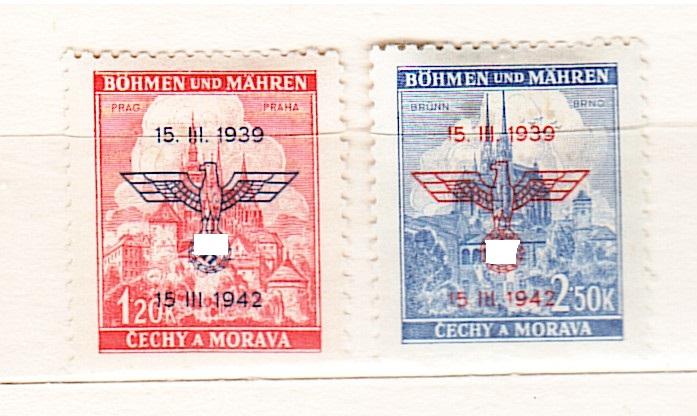 BÖHMEN UND MÄHREN
PRAG PRAHA
15. III. 1939
15 III 1942
1 20K
ČECHY A MORAVA
BÖHMEN UND MÄHREN
BRÜNN BRNO
15. III 1939
15. III. 1942
2 50K
ČECHY A MORAVA